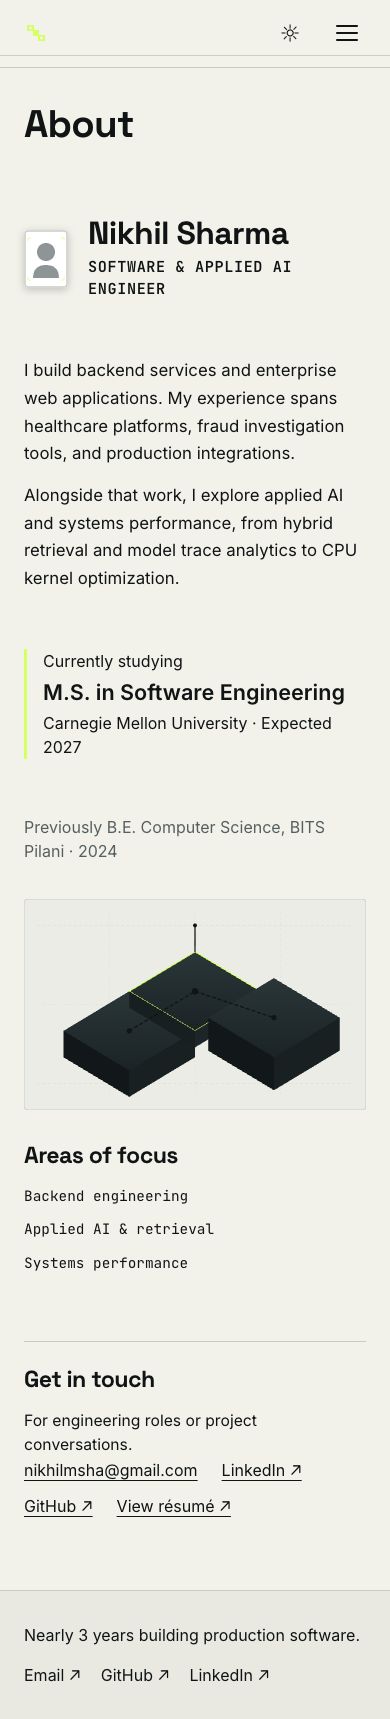 About
Nikhil Sharma
SOFTWARE & APPLIED AI
ENGINEER
I build backend services and enterprise
web applications. My experience spans
healthcare platforms, fraud investigation
tools, and production integrations.
Alongside that work, I explore applied AI
and systems performance, from hybrid
retrieval and model trace analytics to CPU
kernel optimization.
Currently studying
M.S. in Software Engineering
Carnegie Mellon University · Expected
2027
Previously B.E. Computer Science, BITS
Pilani · 2024
Areas of focus
Backend engineering
Applied AI & retrieval
Systems performance
Get in touch
For engineering roles or project
conversations.
nikhilmsha@gmail.com LinkedIn ↗
GitHub ↗ View résumé ↗
Nearly 3 years building production software.
Email ↗ GitHub ↗ LinkedIn ↗